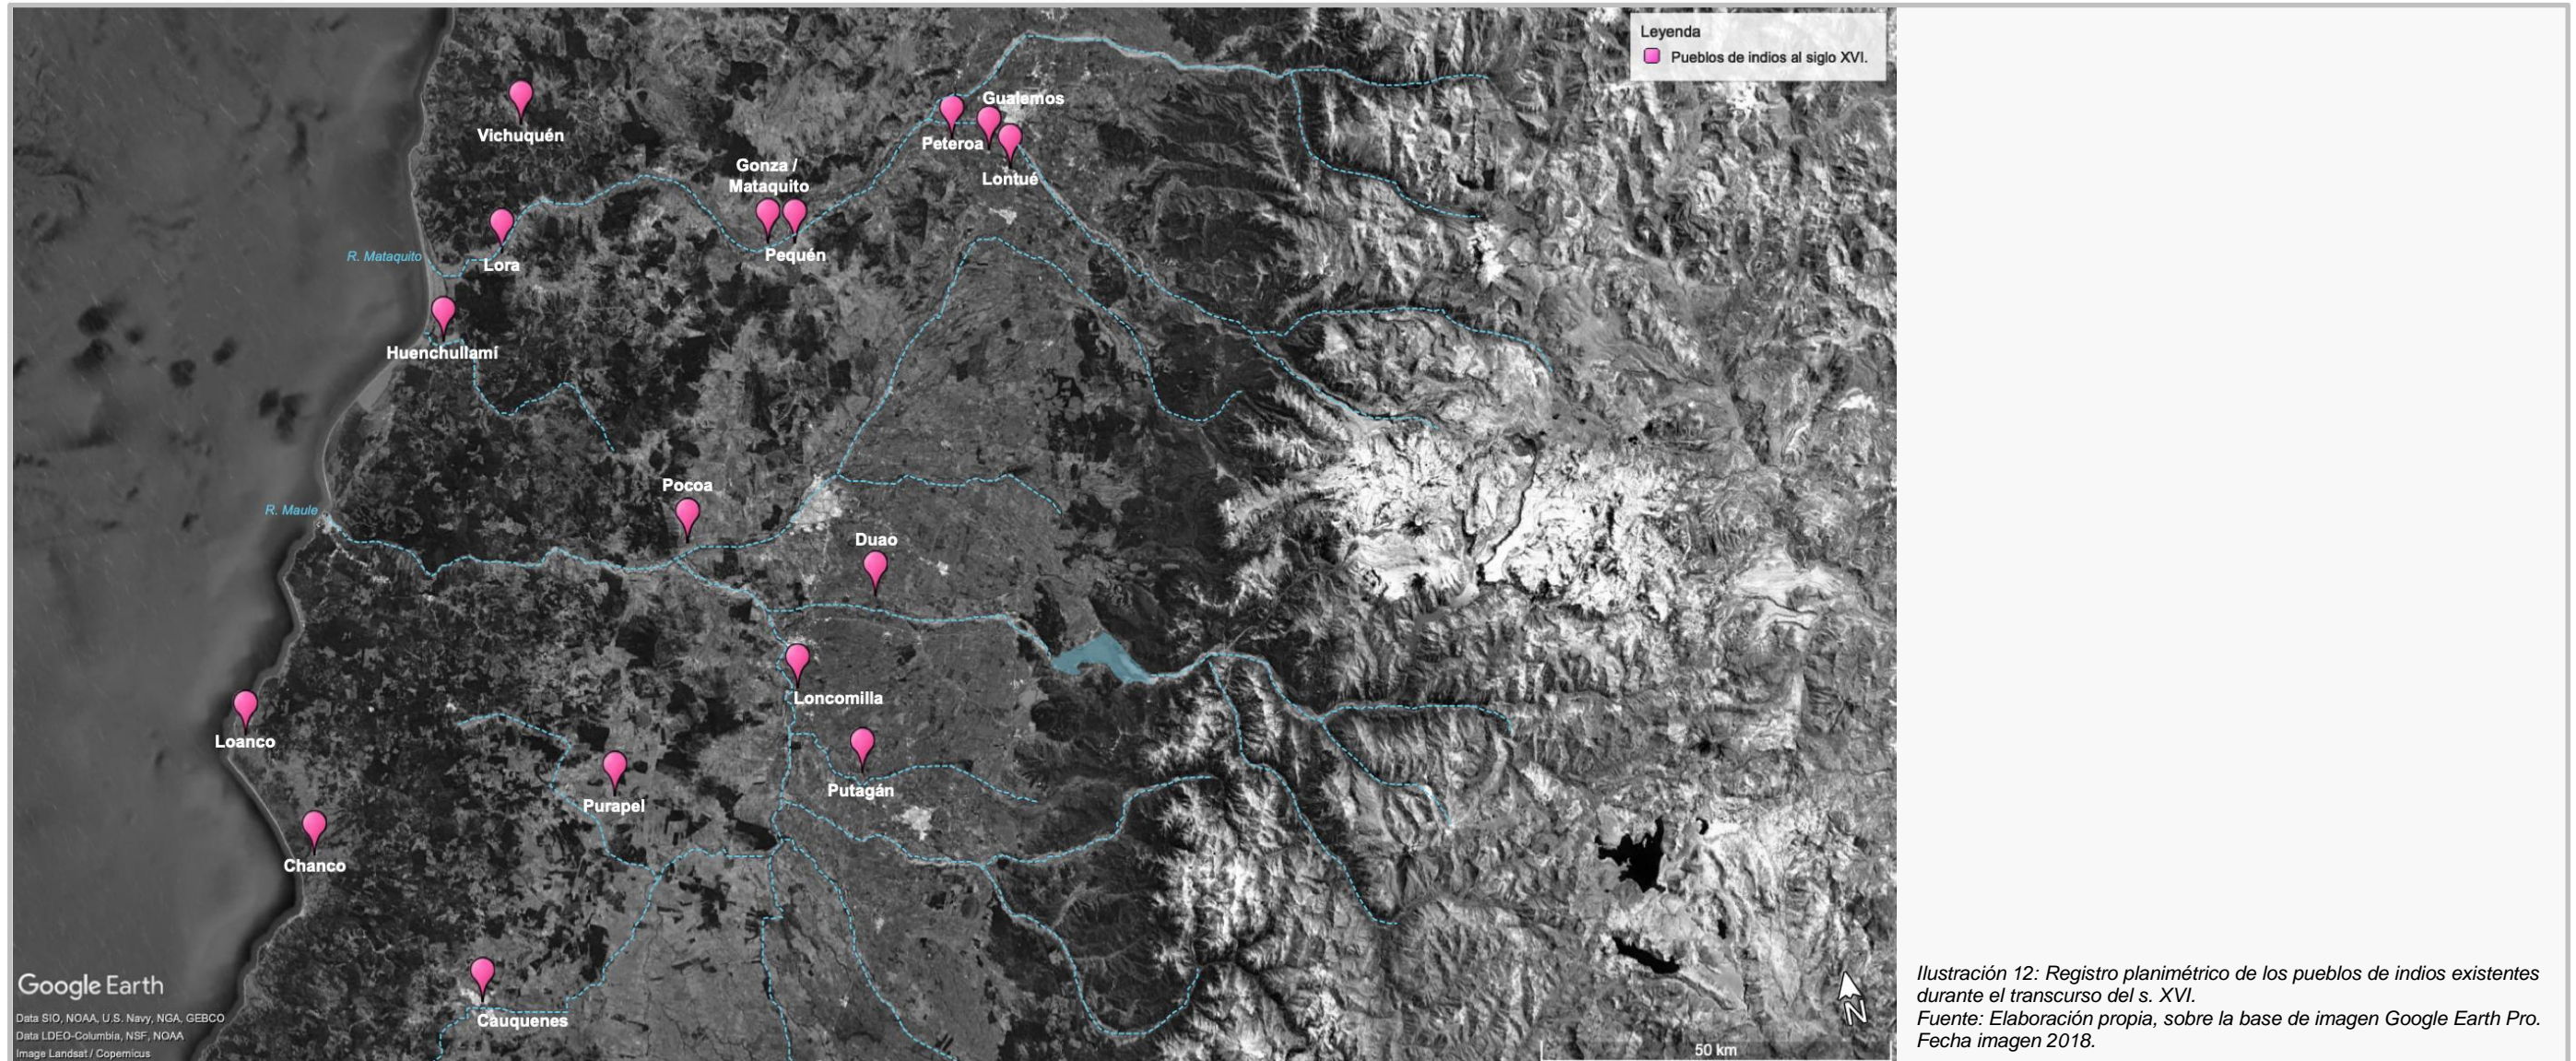 Leyenda
Pueblos de indios al siglo XVI.
Vichuquén
Gualemos
Peteroa
Lontué
Gonza /
Mataquito
Pequén
R. Mataquito
Lora
Huenchullamí
Pocoa
R. Maule
Duao
Loncomilla
Loanco
Putagán
Purapel
Chanco
Cauquenes
Google Earth
Data SIO, NOAA, U.S. Navy, NGA, GEBCO
Data LDEO-Columbia, NSF, NOAA
Image Landsat / Copernicus
N
50 km
Ilustración 12: Registro planimétrico de los pueblos de indios existentes
durante el transcurso del s. XVI.
Fuente: Elaboración propia, sobre la base de imagen Google Earth Pro.
Fecha imagen 2018.